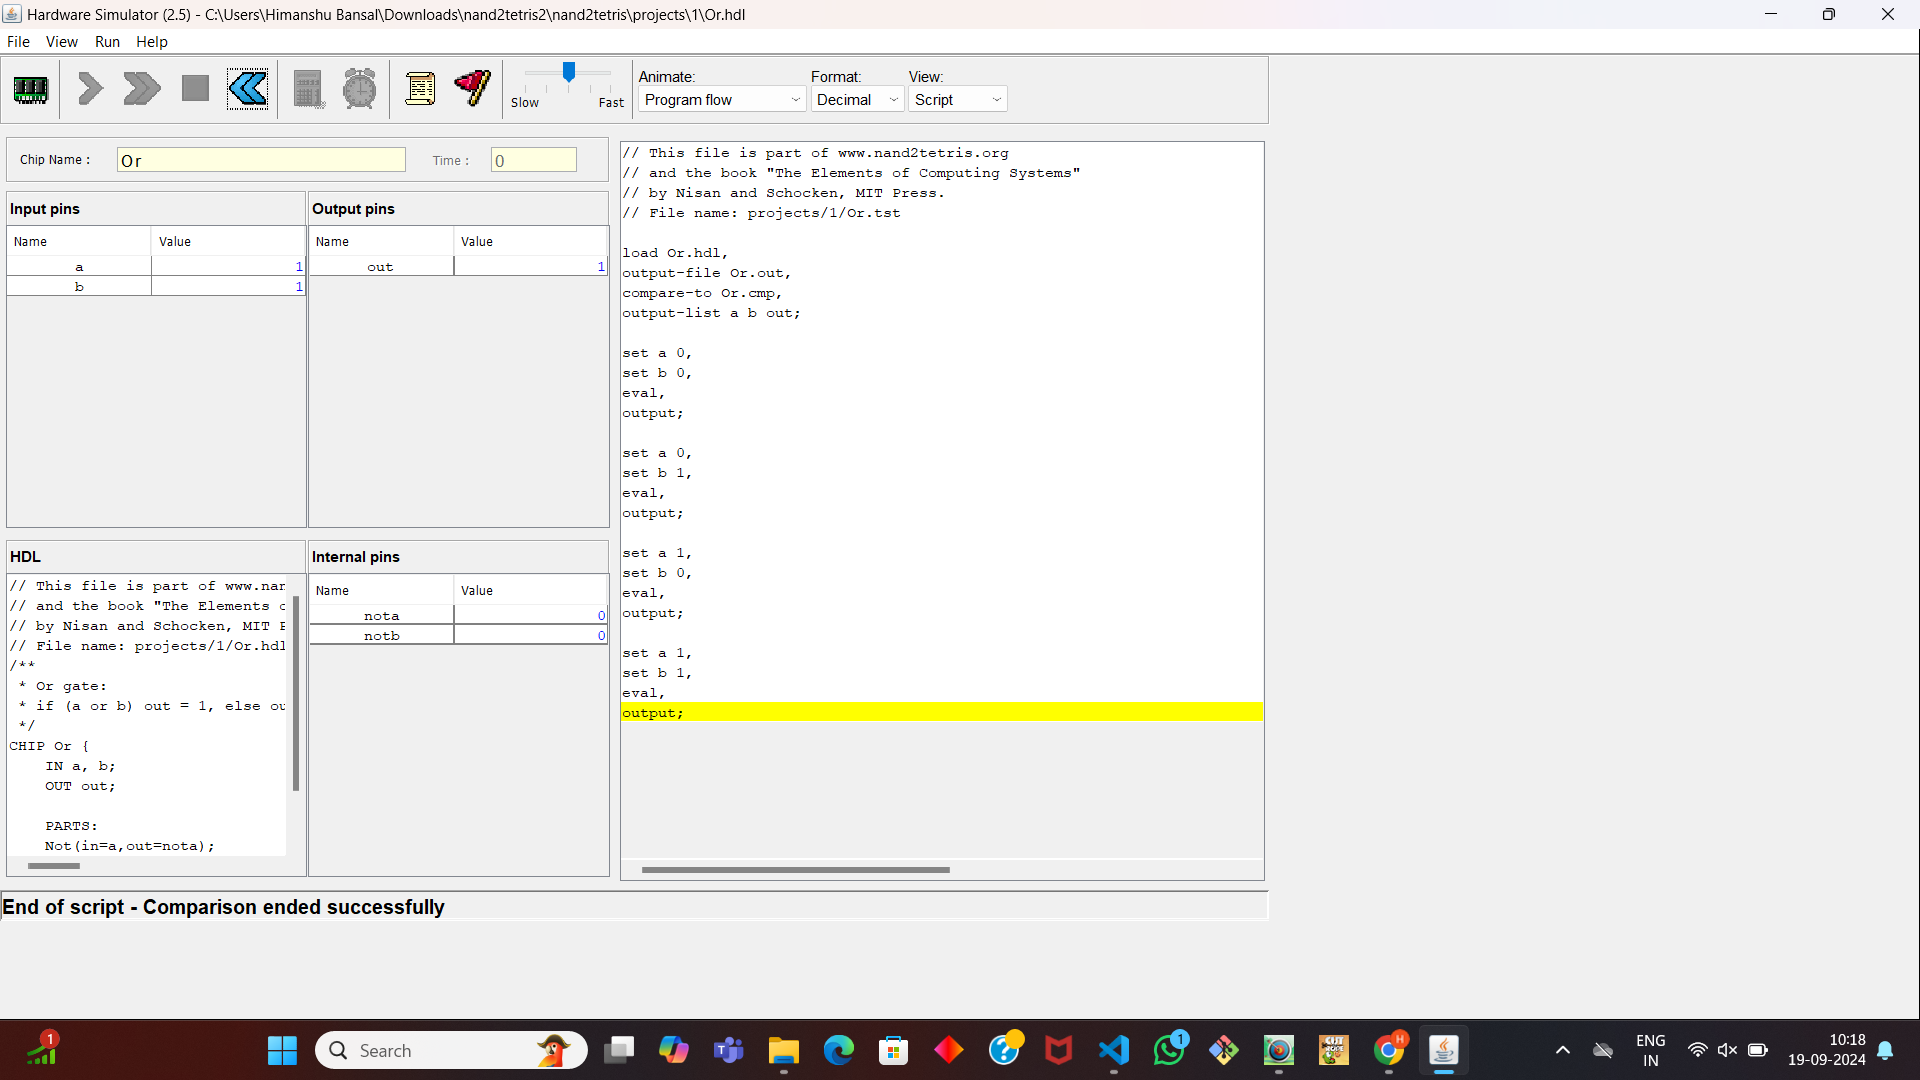 Hardware Simulator (2.5) - C:\Users\Himanshu Bansal\Downloads\nand2tetris2\nand2tetris\projects\1\Or.hdl
File View Run Help
Slow Fast
Animate: Format: View:
Program flow Decimal Script
Chip Name : Or Time : 0
Input pins
Name Value
a 1
b 1
Output pins
Name Value
out 1
HDL
// This file is part of www.nan
// and the book "The Elements o
// by Nisan and Schocken, MIT P
// File name: projects/1/Or.hdl
/**
* Or gate:
* if (a or b) out = 1, else ou
*/
CHIP Or {
IN a, b;
OUT out;
PARTS:
Not(in=a,out=nota);
Internal pins
Name Value
nota 0
notb 0
// This file is part of www.nand2tetris.org
// and the book "The Elements of Computing Systems"
// by Nisan and Schocken, MIT Press.
// File name: projects/1/Or.tst
load Or.hdl,
output-file Or.out,
compare-to Or.cmp,
output-list a b out;
set a 0,
set b 0,
eval,
output;
set a 0,
set b 1,
eval,
output;
set a 1,
set b 0,
eval,
output;
set a 1,
set b 1,
eval,
output;
End of script - Comparison ended successfully
1
Search
1
H
ENG
IN
10:18
19-09-2024